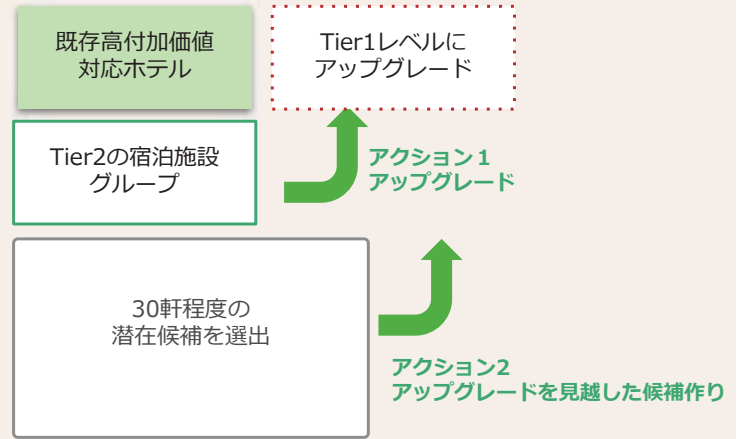 既存高付加価値
対応ホテル
Tier1レベルに
アップグレード
Tier2の宿泊施設
グループ
アクション１
アップグレード
30軒程度の
潜在候補を選出
アクション2
アップグレードを見越した候補作り